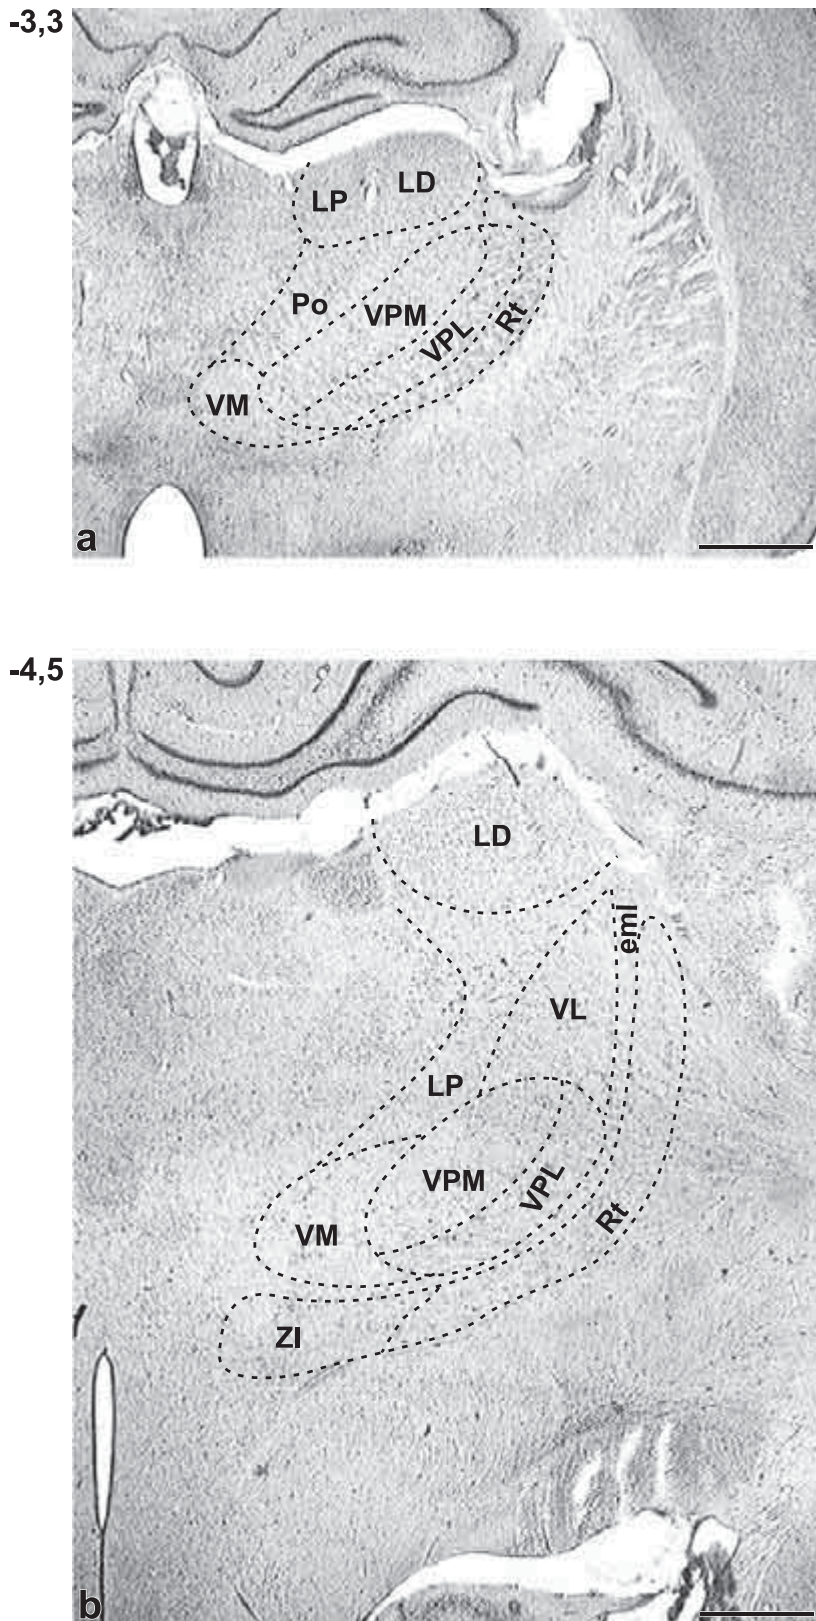 -3,3
LP LD
Po VPM VPL Rt
VM
a
-4,5
LD
eml
VL
LP
VPM VPL
VM Rt
ZI
b